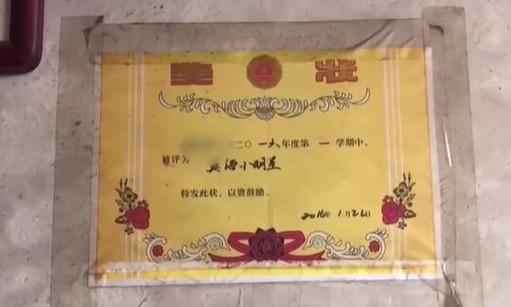 奖状
二〇一六年度第一学期中,
被评为 英语小明星
特发此状, 以资鼓励。
2016年1月22日